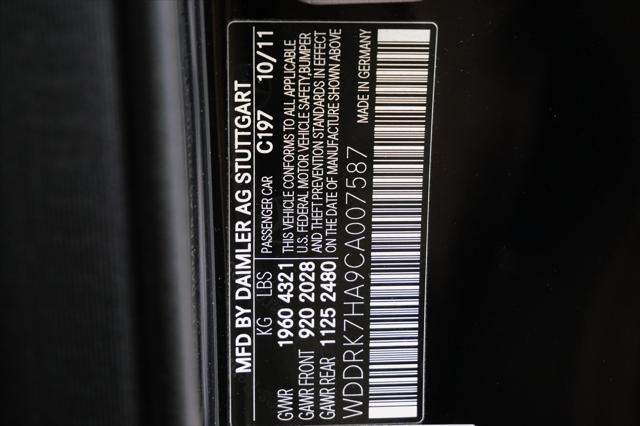 MFD BY DAIMLER AG STUTTGART
KG LBS PASSENGER CAR C197 10/11
GVWR 1960 4321 THIS VEHICLE CONFORMS TO ALL APPLICABLE
GAWR FRONT 920 2028 U.S. FEDERAL MOTOR VEHICLE SAFETY,BUMPER
GAWR REAR 1125 2480 AND THEFT PREVENTION STANDARDS IN EFFECT
ON THE DATE OF MANUFACTURE SHOWN ABOVE
WDDRK7HA9CA007587 MADE IN GERMANY